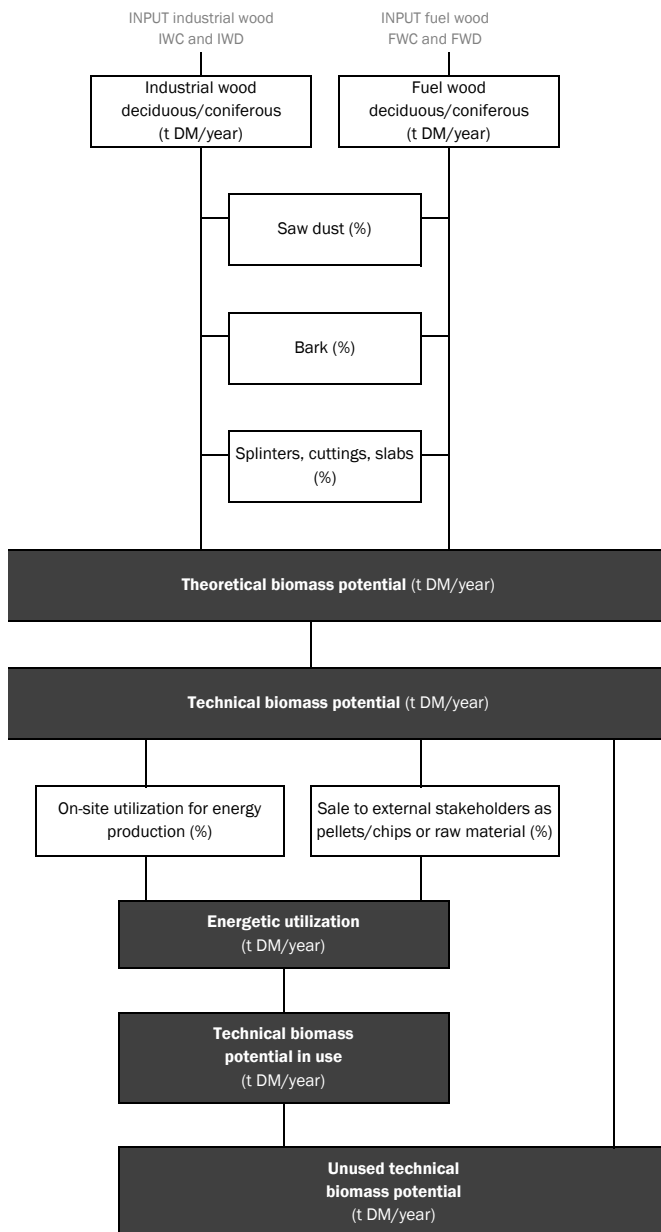 INPUT industrial wood
IWC and IWD
INPUT fuel wood
FWC and FWD
Industrial wood
deciduous/coniferous
(t DM/year)
Fuel wood
deciduous/coniferous
(t DM/year)
Saw dust (%)
Bark (%)
Splinters, cuttings, slabs
(%)
Theoretical biomass potential (t DM/year)
Technical biomass potential (t DM/year)
On-site utilization for energy
production (%)
Sale to external stakeholders as
pellets/chips or raw material (%)
Energetic utilization
(t DM/year)
Technical biomass
potential in use
(t DM/year)
Unused technical
biomass potential
(t DM/year)